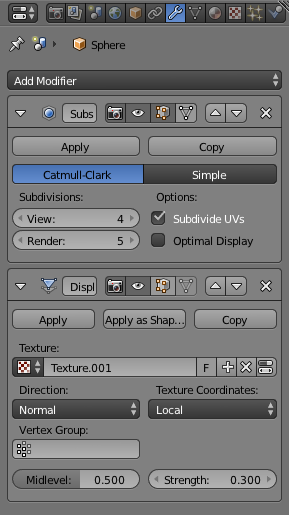 Sphere
Add Modifier
Subs
Apply Copy
Catmull-Clark Simple
Subdivisions: Options:
View: 4 Subdivide UVs
Render: 5 Optimal Display
Displ
Apply Apply as Shap... Copy
Texture:
Texture.001 F
Direction: Texture Coordinates:
Normal Local
Vertex Group:
Midlevel: 0.500 Strength: 0.300